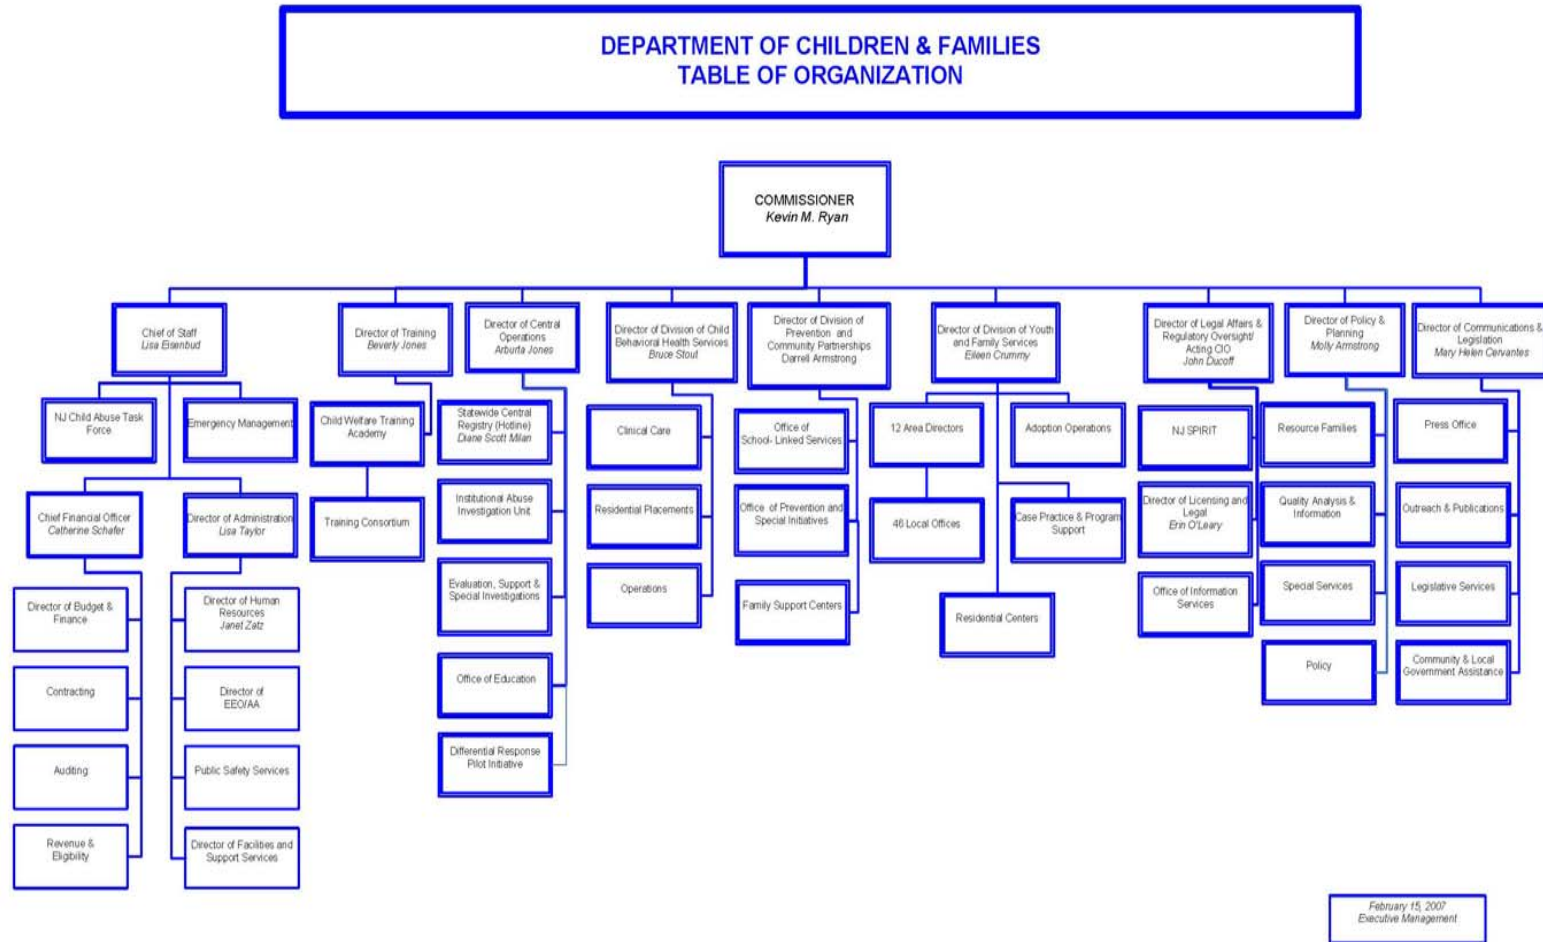 DEPARTMENT OF CHILDREN & FAMILIES
TABLE OF ORGANIZATION
COMMISSIONER
Kevin M. Ryan
Chief of Staff
Lisa Eisenbud
Director of Training
Beverly Jones
Director of Central
Operations
Arburta Jones
Director of Division of Child
Behavioral Health Services
Bruce Stout
Director of Division of
Prevention and
Community Partnerships
Darrell Armstrong
Director of Division of Youth
and Family Services
Eileen Crummy
Director of Legal Affairs &
Regulatory Oversight/
Acting CIO
John Ducoff
Director of Policy &
Planning
Molly Armstrong
Director of Communications &
Legislation
Mary Helen Cervantes
NJ Child Abuse Task
Force
Emergency Management
Child Welfare Training
Academy
Statewide Central
Registry (Hotline)
Diane Scott Milan
Clinical Care
Office of
School- Linked Services
12 Area Directors
Adoption Operations
NJ SPIRIT
Resource Families
Press Office
Chief Financial Officer
Catherine Schafer
Director of Administration
Lisa Taylor
Training Consortium
Institutional Abuse
Investigation Unit
Residential Placements
Office of Prevention and
Special Initiatives
46 Local Offices
Case Practice & Program
Support
Director of Licensing and
Legal
Erin O'Leary
Quality Analysis &
Information
Outreach & Publications
Director of Budget &
Finance
Director of Human
Resources
Janet Zatz
Evaluation, Support &
Special Investigations
Operations
Family Support Centers
Residential Centers
Office of Information
Services
Special Services
Legislative Services
Contracting
Director of
EEO/AA
Office of Education
Policy
Community & Local
Government Assistance
Auditing
Public Safety Services
Differential Response
Pilot Initiative
Revenue &
Eligibility
Director of Facilities and
Support Services
February 15, 2007
Executive Management